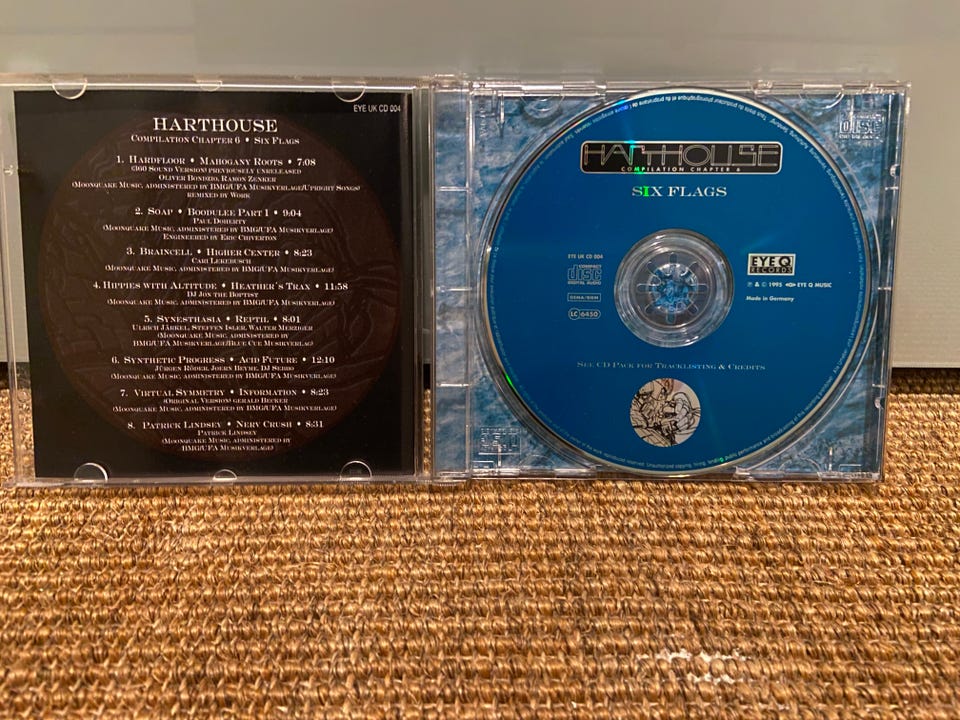 EYE UK CD 004
HARTHOUSE
COMPILATION CHAPTER 6 • SIX FLAGS
1. HARDFLOOR • MAHOGANY ROOTS • 7:08
(360 SOUND VERSION) PREVIOUSLY UNRELEASED
OLIVER BONDZIO, RAMON ZENKER
(MOONQUAKE MUSIC, ADMINISTERED BY BMG/UFA MUSIKVERLAGE/UPRIGHT SONGS)
REMIXED BY WORK
2. SOAP • BOODULEE PART 1 • 9:04
PAUL DOHERTY
(MOONQUAKE MUSIC, ADMINISTERED BY BMG/UFA MUSIKVERLAGE)
ENGINEERED BY ERIC CHIVERTON
3. BRAINCELL • HIGHER CENTER • 8:23
CARI LEKEBUSCH
(MOONQUAKE MUSIC, ADMINISTERED BY BMG/UFA MUSIKVERLAGE)
4. HIPPIES WITH ALTITUDE • HEATHER´S TRAX • 11:58
DJ JON THE BOPTIST
(MOONQUAKE MUSIC, ADMINISTERED BY BMG/UFA MUSIKVERLAGE)
5. SYNESTHASIA • REPTIL • 8:01
ULRICH JÄRKEL, STEFFEN ISLER, WALTER MERZIGER
(MOONQUAKE MUSIC, ADMINISTERED BY
BMG/UFA MUSIKVERLAGE/BLUE CUE MUSIKVERLAG)
6. SYNTHETIC PROGRESS • ACID FUTURE • 12:10
JÜRGEN RÖDER, JOERN HEYHE, DJ SEBBO
(MOONQUAKE MUSIC, ADMINISTERED BY BMG/UFA MUSIKVERLAGE)
7. VIRTUAL SYMMETRY • INFORMATION • 8:23
(ORIGINAL VERSION) GERALD BECKER
(MOONQUAKE MUSIC, ADMINISTERED BY BMG/UFA MUSIKVERLAGE)
8. PATRICK LINDSEY • NERV CRUSH • 8:31
PATRICK LINDSEY
(MOONQUAKE MUSIC, ADMINISTERED BY
BMG/UFA MUSIKVERLAGE)
HARTHOUSE
COMPILATION CHAPTER 6
SIX FLAGS
EYE UK CD 004
COMPACT
disc
DIGITAL AUDIO
GEMA/BIEM
LC 6450
EYE Q
RECORDS
℗ & © 1995 EYE Q MUSIC
Made in Germany
SEE CD PACK FOR TRACKLISTING & CREDITS